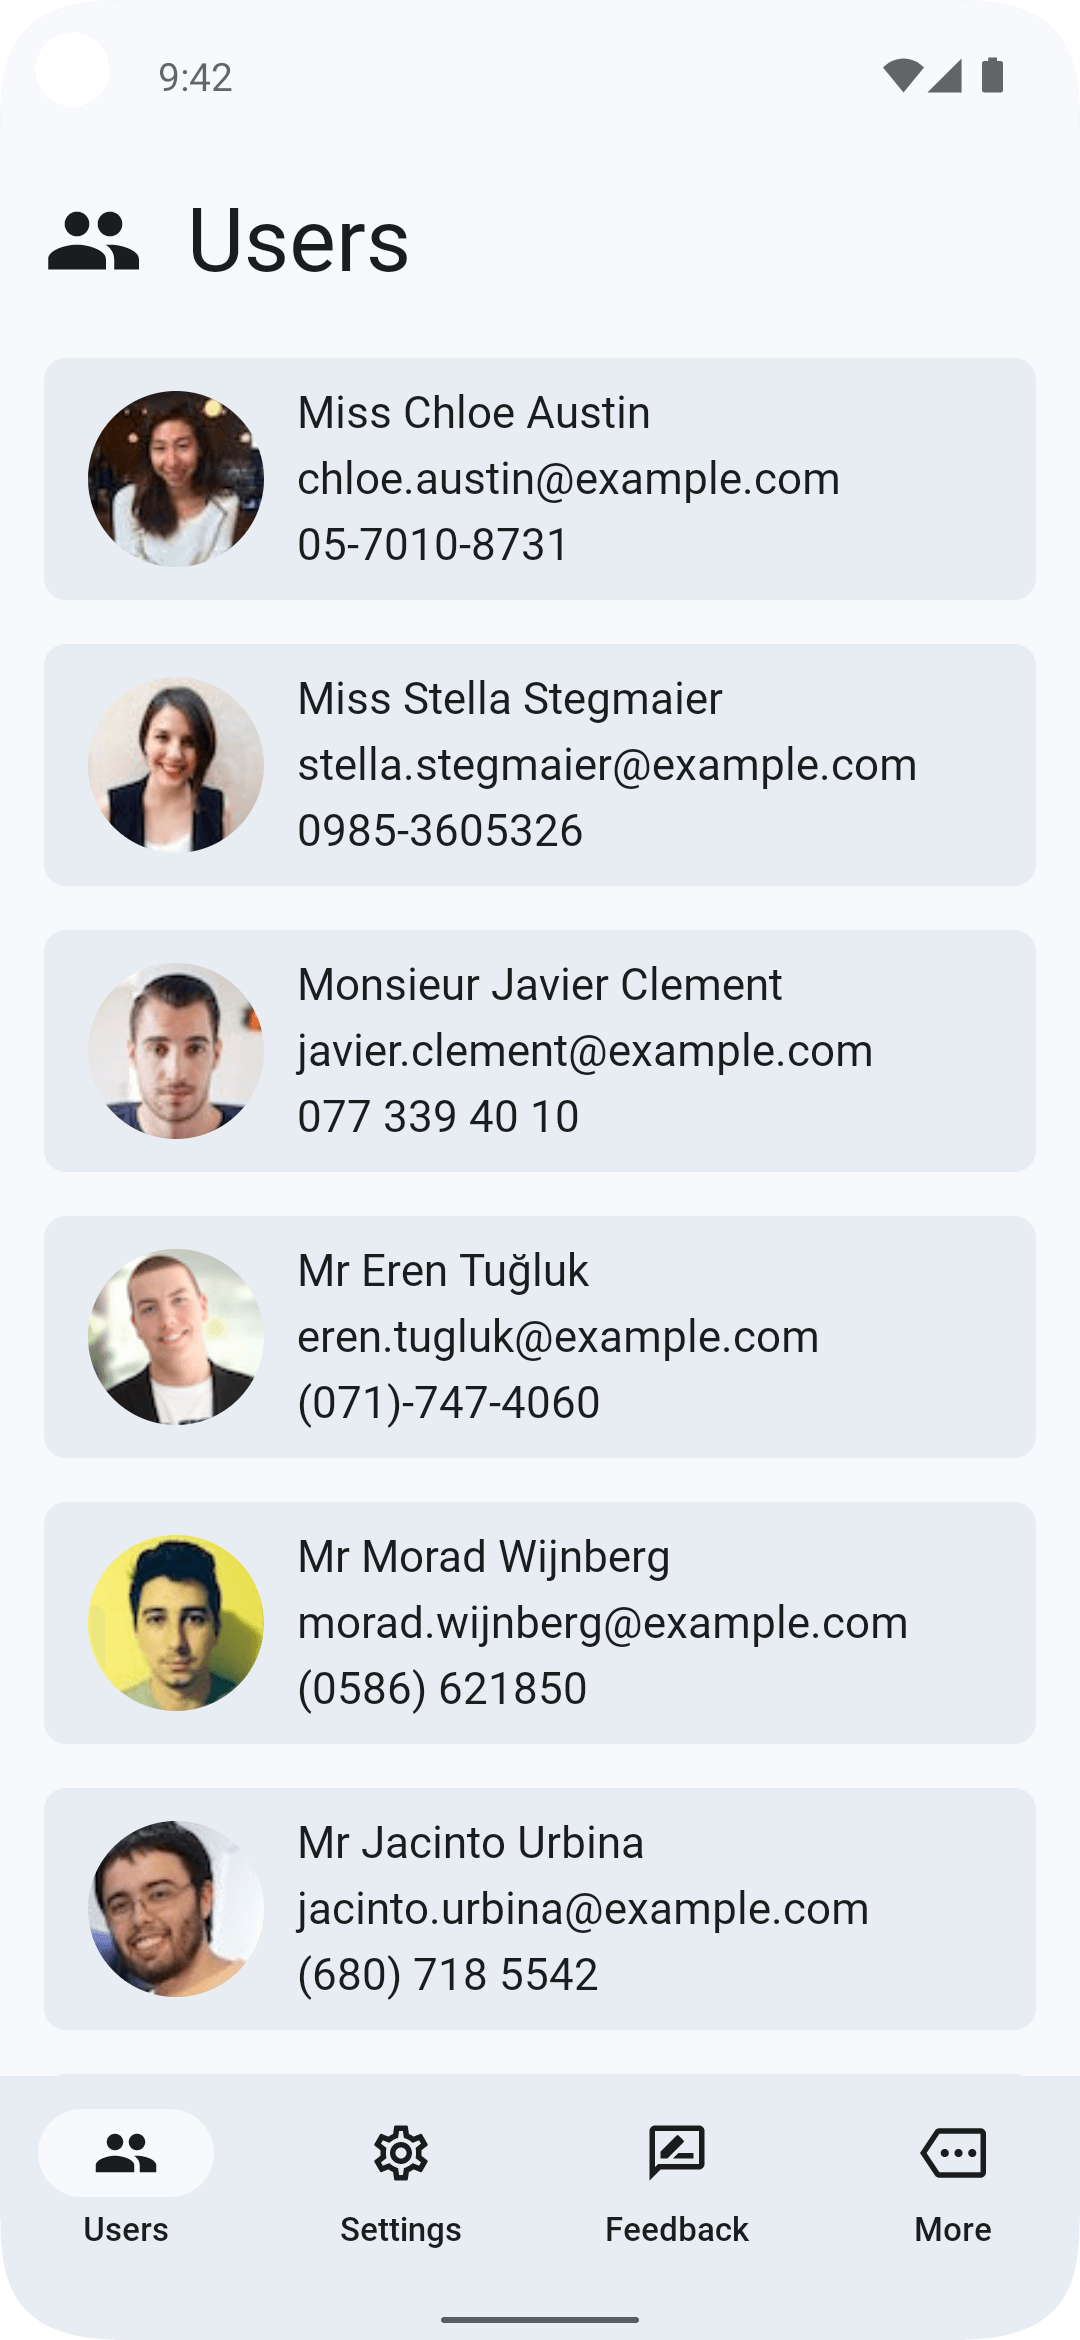 9:42
Users
Miss Chloe Austin
chloe.austin@example.com
05-7010-8731
Miss Stella Stegmaier
stella.stegmaier@example.com
0985-3605326
Monsieur Javier Clement
javier.clement@example.com
077 339 40 10
Mr Eren Tuğluk
eren.tugluk@example.com
(071)-747-4060
Mr Morad Wijnberg
morad.wijnberg@example.com
(0586) 621850
Mr Jacinto Urbina
jacinto.urbina@example.com
(680) 718 5542
Users
Settings
Feedback
More